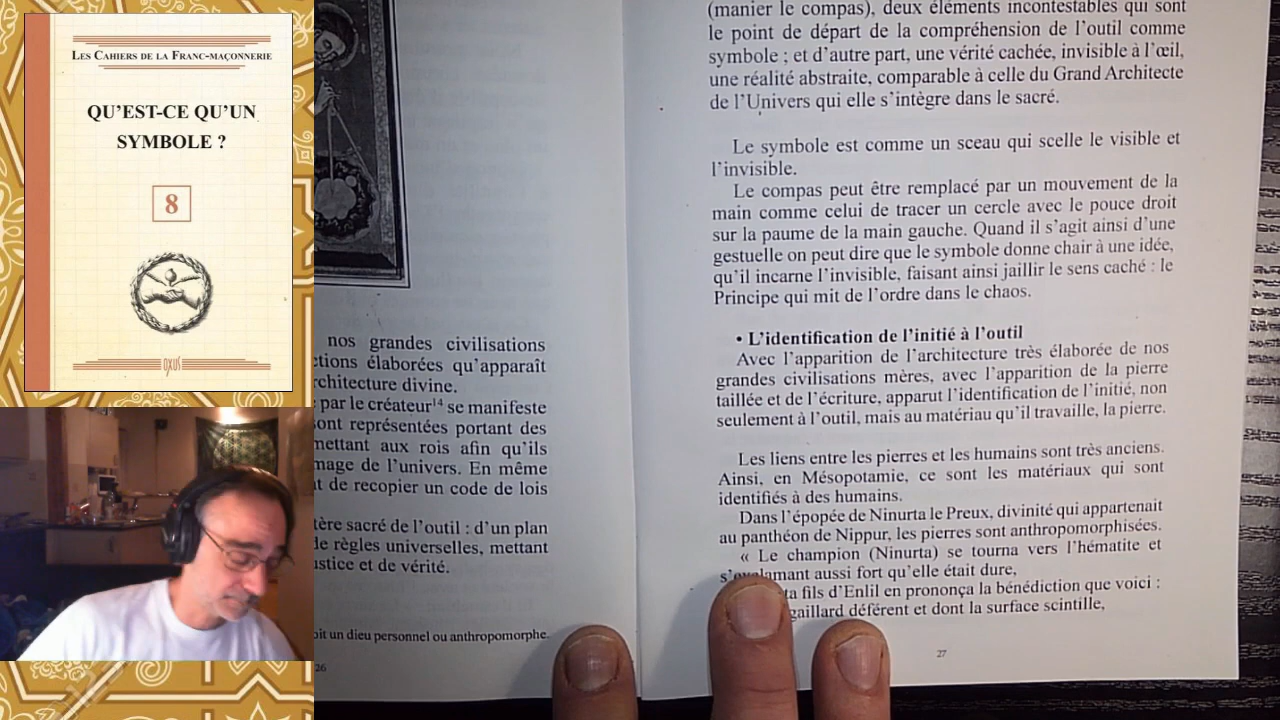 LES CAHIERS DE LA FRANC-MAÇONNERIE
QU'EST-CE QU'UN
SYMBOLE ?
8
OXUS
nos grandes civilisations
ctions élaborées qu'apparaît
rchitecture divine.
par le créateur¹⁴ se manifeste
ont représentées portant des
mettant aux rois afin qu'ils
mage de l'univers. En même
t de recopier un code de lois
tère sacré de l'outil : d'un plan
de règles universelles, mettant
ustice et de vérité.
oit un dieu personnel ou anthropomorphe.
26
(manier le compas), deux éléments incontestables qui sont
le point de départ de la compréhension de l'outil comme
symbole ; et d'autre part, une vérité cachée, invisible à l'œil,
une réalité abstraite, comparable à celle du Grand Architecte
de l'Univers qui elle s'intègre dans le sacré.
Le symbole est comme un sceau qui scelle le visible et
l'invisible.
Le compas peut être remplacé par un mouvement de la
main comme celui de tracer un cercle avec le pouce droit
sur la paume de la main gauche. Quand il s'agit ainsi d'une
gestuelle on peut dire que le symbole donne chair à une idée,
qu'il incarne l'invisible, faisant ainsi jaillir le sens caché : le
Principe qui mit de l'ordre dans le chaos.
• L'identification de l'initié à l'outil
Avec l'apparition de l'architecture très élaborée de nos
grandes civilisations mères, avec l'apparition de la pierre
taillée et de l'écriture, apparut l'identification de l'initié, non
seulement à l'outil, mais au matériau qu'il travaille, la pierre.
Les liens entre les pierres et les humains sont très anciens.
Ainsi, en Mésopotamie, ce sont les matériaux qui sont
identifiés à des humains.
Dans l'épopée de Ninurta le Preux, divinité qui appartenait
au panthéon de Nippur, les pierres sont anthropomorphisées.
« Le champion (Ninurta) se tourna vers l'hématite et
s'exclamant aussi fort qu'elle était dure,
ta fils d'Enlil en prononça la bénédiction que voici :
gaillard déférent et dont la surface scintille,
27